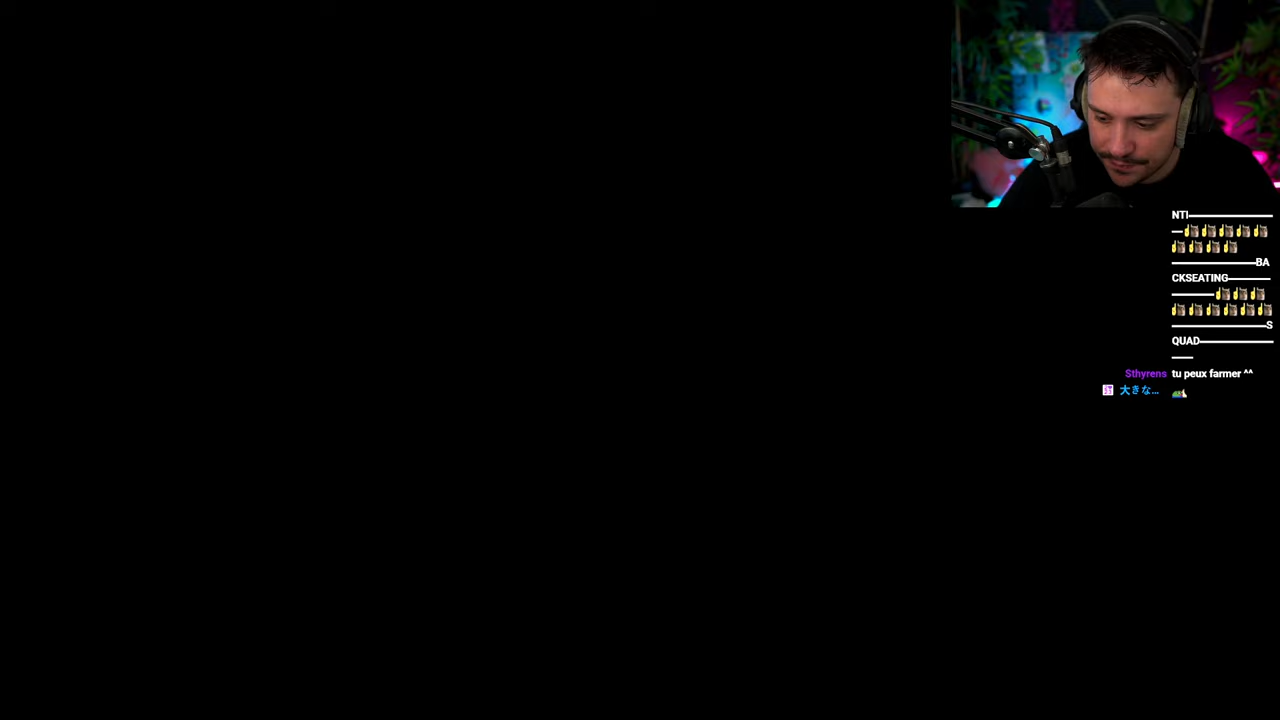 NTI——————
—
——————BA
CKSEATING———
———
———————S
QUAD—————
——
Sthyrens tu peux farmer ^^
大きな...